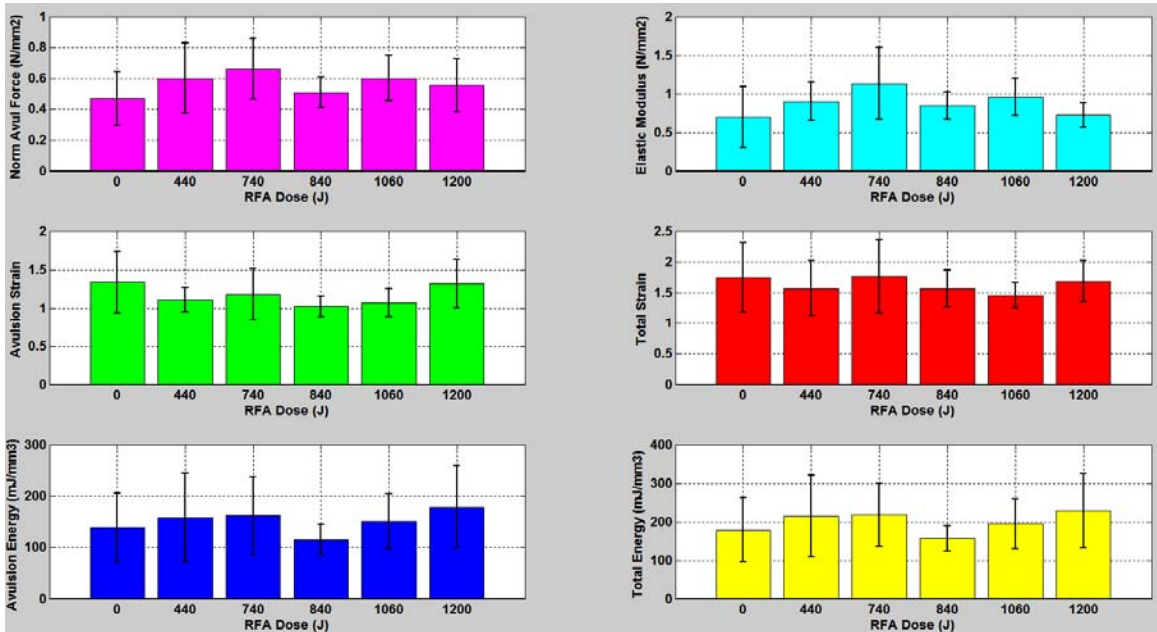 Norm Avul Force (N/mm2)
1
0.8
0.6
0.4
0.2
0
0 440 740 840 1060 1200
RFA Dose (J)
Elastic Modulus (N/mm2)
2
1.5
1
0.5
0
0 440 740 840 1060 1200
RFA Dose (J)
Avulsion Strain
2
1.5
1
0.5
0
0 440 740 840 1060 1200
RFA Dose (J)
Total Strain
2.5
2
1.5
1
0.5
0
0 440 740 840 1060 1200
RFA Dose (J)
Avulsion Energy (mJ/mm3)
300
200
100
0
0 440 740 840 1060 1200
RFA Dose (J)
Total Energy (mJ/mm3)
400
300
200
100
0
0 440 740 840 1060 1200
RFA Dose (J)